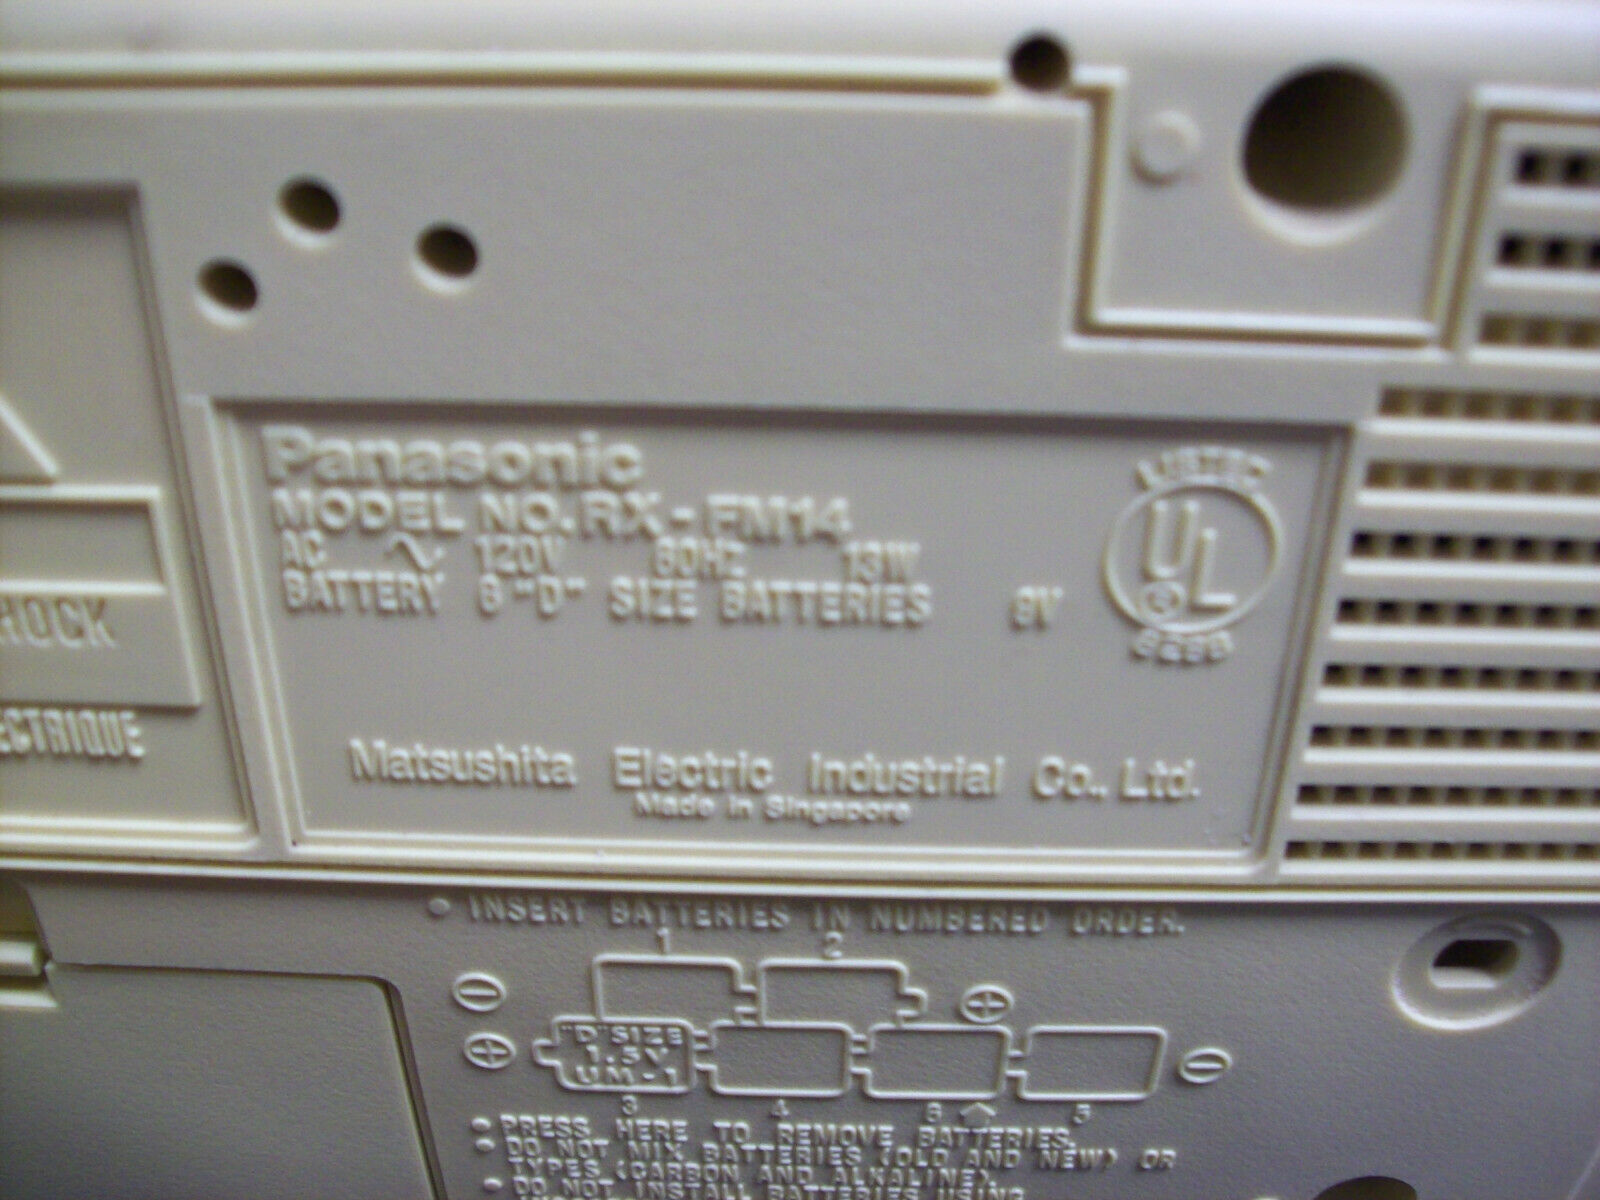 HOCK
ECTRIQUE
Panasonic
MODEL NO. RX-FM14
AC ~ 120V 60Hz 13W
BATTERY 6 "D" SIZE BATTERIES 9V
LISTED
UL
Matsushita Electric Industrial Co., Ltd.
Made in Singapore
• INSERT BATTERIES IN NUMBERED ORDER.
1 2
"D" SIZE
1.5V
UM-1
3 4 6 5
• PRESS HERE TO REMOVE BATTERIES.
• DO NOT MIX BATTERIES (OLD AND NEW) OR
TYPES (CARBON AND ALKALINE).
• DO NOT INSTALL BATTERIES USING